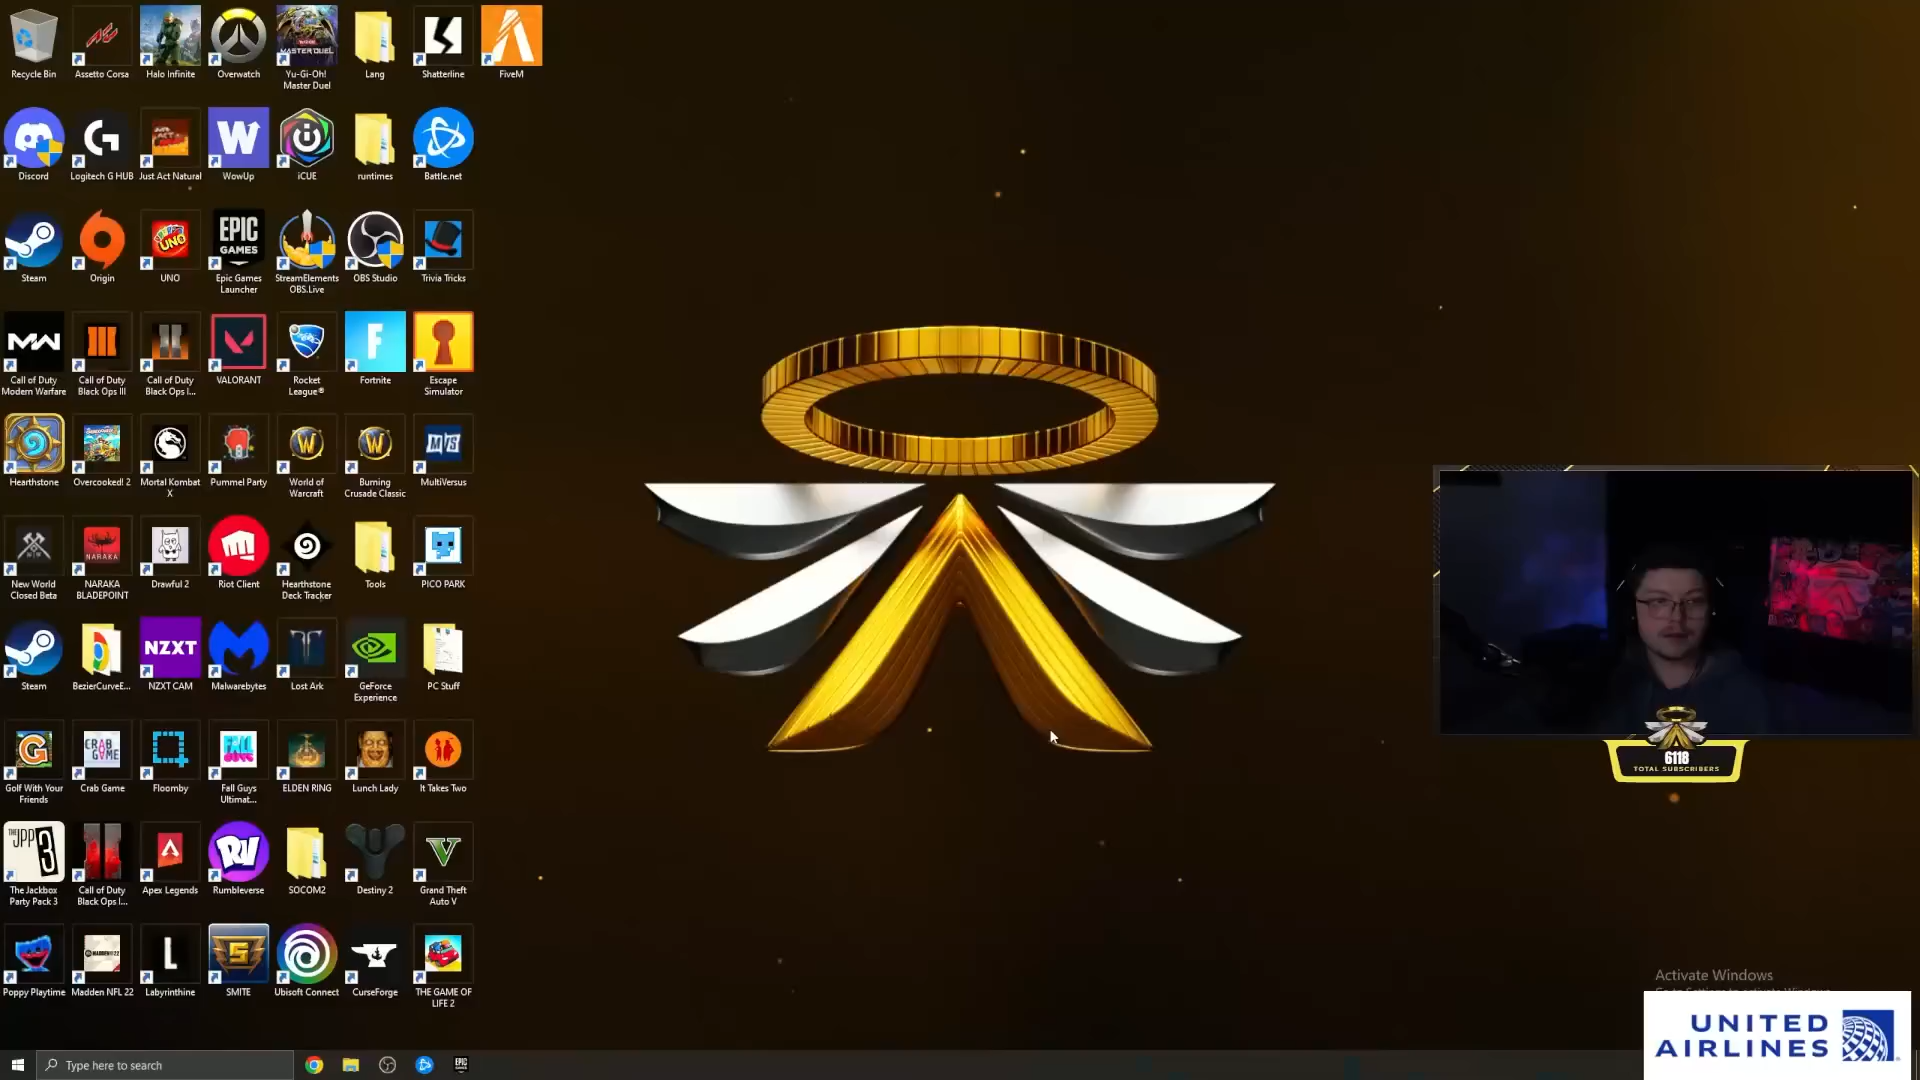 Recycle Bin
Assetto Corsa
Halo Infinite
Overwatch
Yu-Gi-Oh!
Master Duel
Lang
Shatterline
FiveM
Discord
Logitech G HUB
Just Act Natural
WowUp
iCUE
runtimes
Battle.net
Steam
Origin
UNO
Epic Games
Launcher
StreamElements
OBS.Live
OBS Studio
Trivia Tricks
Call of Duty
Modern Warfare
Call of Duty
Black Ops III
Call of Duty
Black Ops I...
VALORANT
Rocket
League®
Fortnite
Escape
Simulator
Hearthstone
Overcooked! 2
Mortal Kombat
X
Pummel Party
World of
Warcraft
Burning
Crusade Classic
MultiVersus
New World
Closed Beta
NARAKA
BLADEPOINT
Drawful 2
Riot Client
Hearthstone
Deck Tracker
Tools
PICO PARK
Steam
BezierCurveE...
NZXT CAM
Malwarebytes
Lost Ark
GeForce
Experience
PC Stuff
Golf With Your
Friends
Crab Game
Floomby
Fall Guys
Ultimat...
ELDEN RING
Lunch Lady
It Takes Two
The Jackbox
Party Pack 3
Call of Duty
Black Ops I...
Apex Legends
Rumbleverse
SOCOM2
Destiny 2
Grand Theft
Auto V
Poppy Playtime
Madden NFL 22
Labyrinthine
SMITE
Ubisoft Connect
CurseForge
THE GAME OF
LIFE 2
6118
TOTAL SUBSCRIBERS
Activate Windows
UNITED
AIRLINES
Type here to search